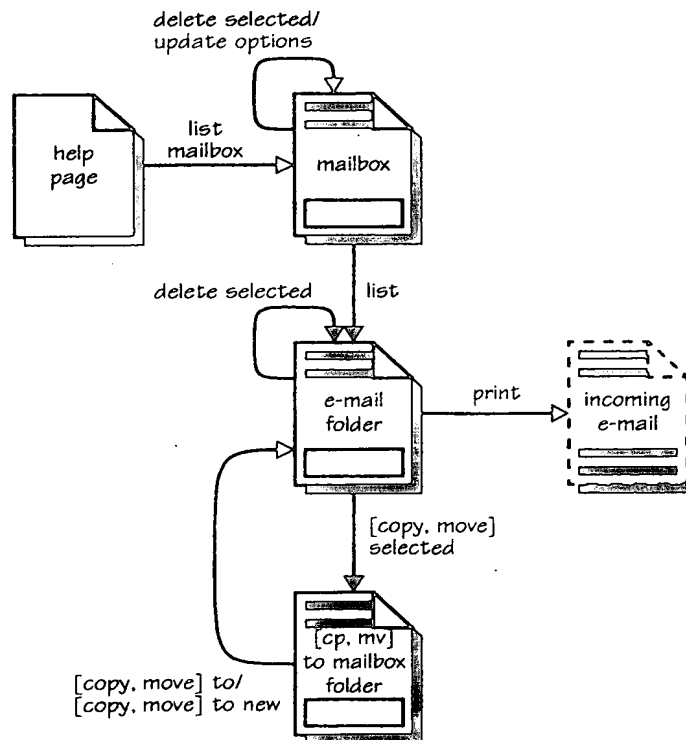 delete selected/
update options
help
page
list
mailbox
mailbox
delete selected
list
e-mail
folder
print
incoming
e-mail
[copy, move]
selected
[cp, mv]
to mailbox
folder
[copy, move] to/
[copy, move] to new